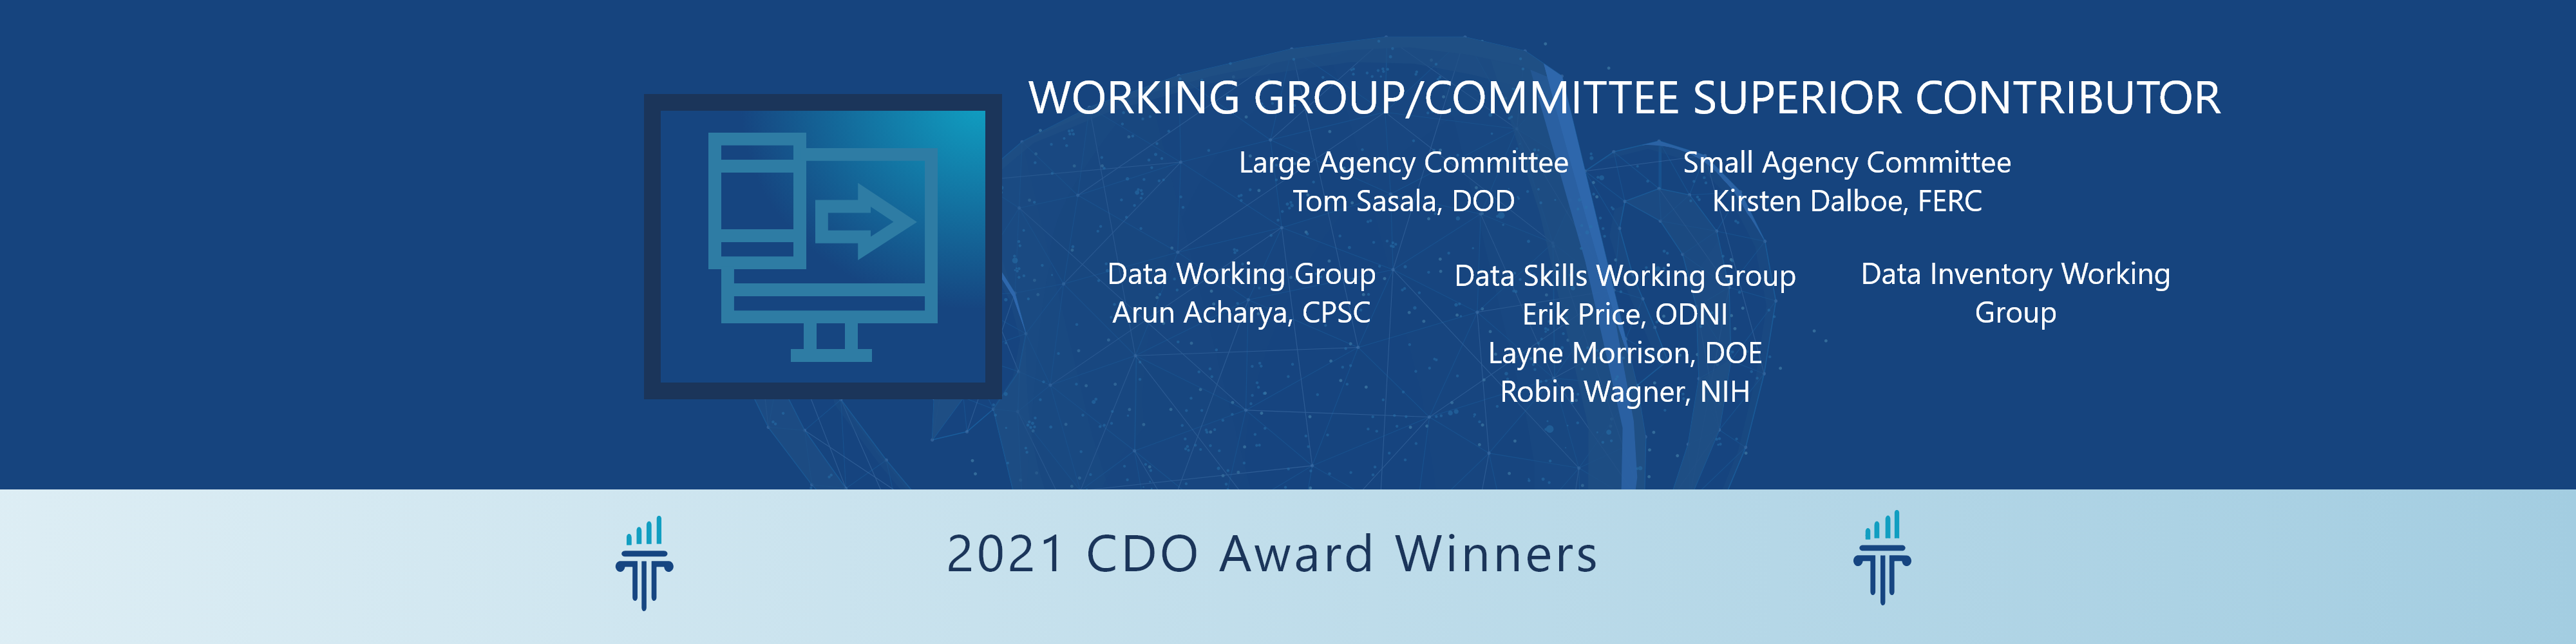 WORKING GROUP/COMMITTEE SUPERIOR CONTRIBUTOR
Large Agency Committee
Tom Sasala, DOD
Small Agency Committee
Kirsten Dalboe, FERC
Data Working Group
Arun Acharya, CPSC
Data Skills Working Group
Erik Price, ODNI
Layne Morrison, DOE
Robin Wagner, NIH
Data Inventory Working
Group
2021 CDO Award Winners